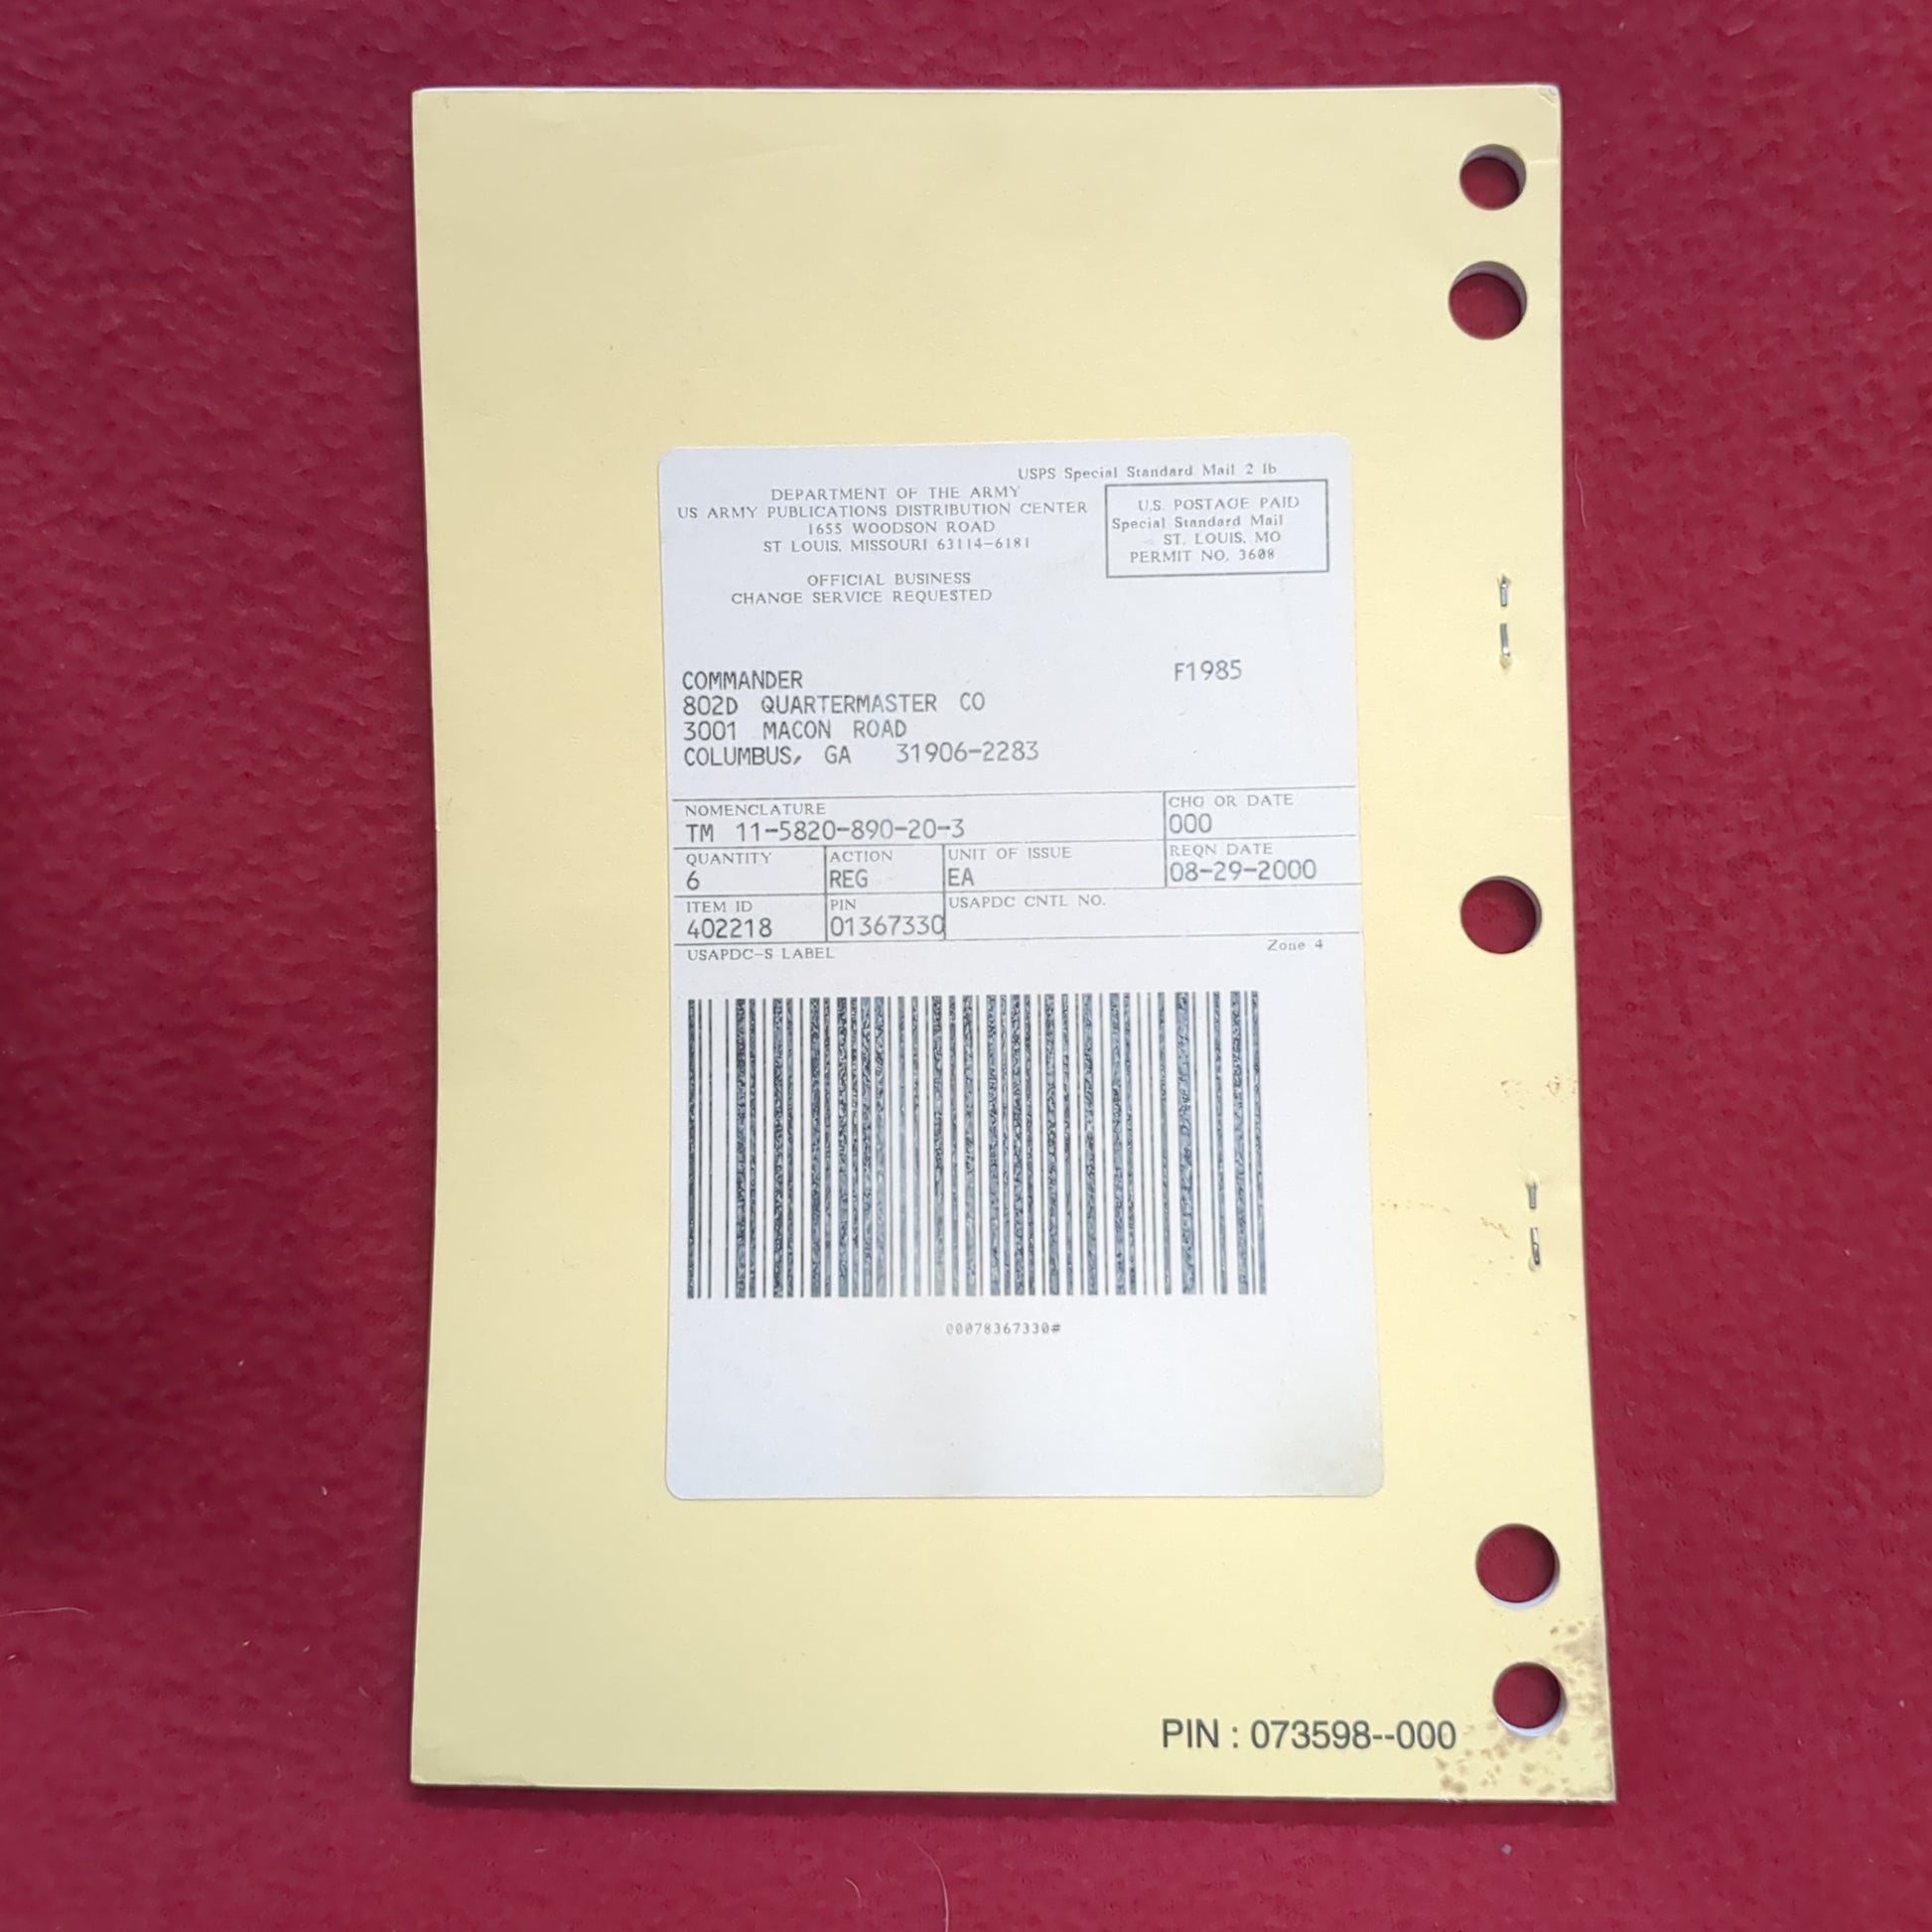 USPS Special Standard Mail 2 lb
DEPARTMENT OF THE ARMY
US ARMY PUBLICATIONS DISTRIBUTION CENTER
1655 WOODSON ROAD
ST LOUIS, MISSOURI 63114-6181
U.S. POSTAGE PAID
Special Standard Mail
ST. LOUIS, MO
PERMIT NO. 3608
OFFICIAL BUSINESS
CHANGE SERVICE REQUESTED
COMMANDER F1985
802D QUARTERMASTER CO
3001 MACON ROAD
COLUMBUS, GA 31906-2283
NOMENCLATURE CHG OR DATE
TM 11-5820-890-20-3 000
QUANTITY ACTION UNIT OF ISSUE REQN DATE
6 REG EA 08-29-2000
ITEM ID PIN USAPDC CNTL NO.
402218 01367330
USAPDC-S LABEL Zone 4
00078367330#
PIN : 073598--000